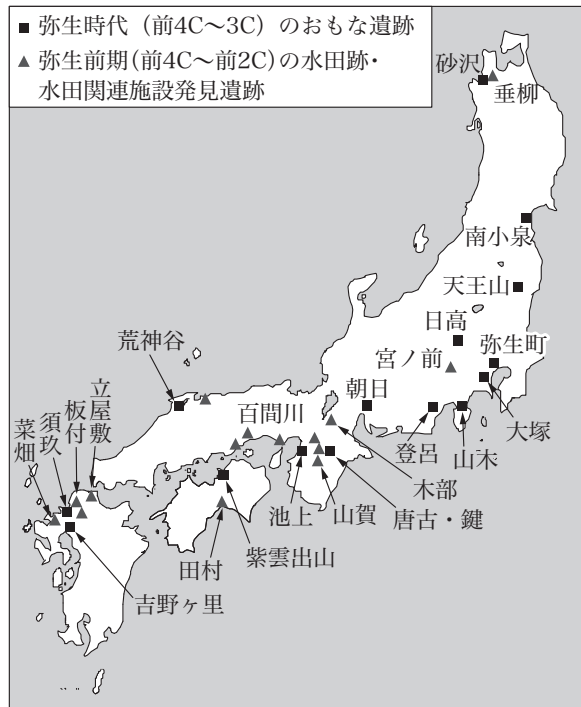 ■ 弥生時代（前4C〜3C）のおもな遺跡
▲ 弥生前期(前4C〜前2C)の水田跡・
水田関連施設発見遺跡
砂沢
垂柳
南小泉
天王山
日高
弥生町
宮ノ前
荒神谷
朝日
大塚
百間川
立屋敷
板付
須玖
菜畑
登呂
山木
木部
池上
山賀
唐古・鍵
田村
紫雲出山
吉野ヶ里